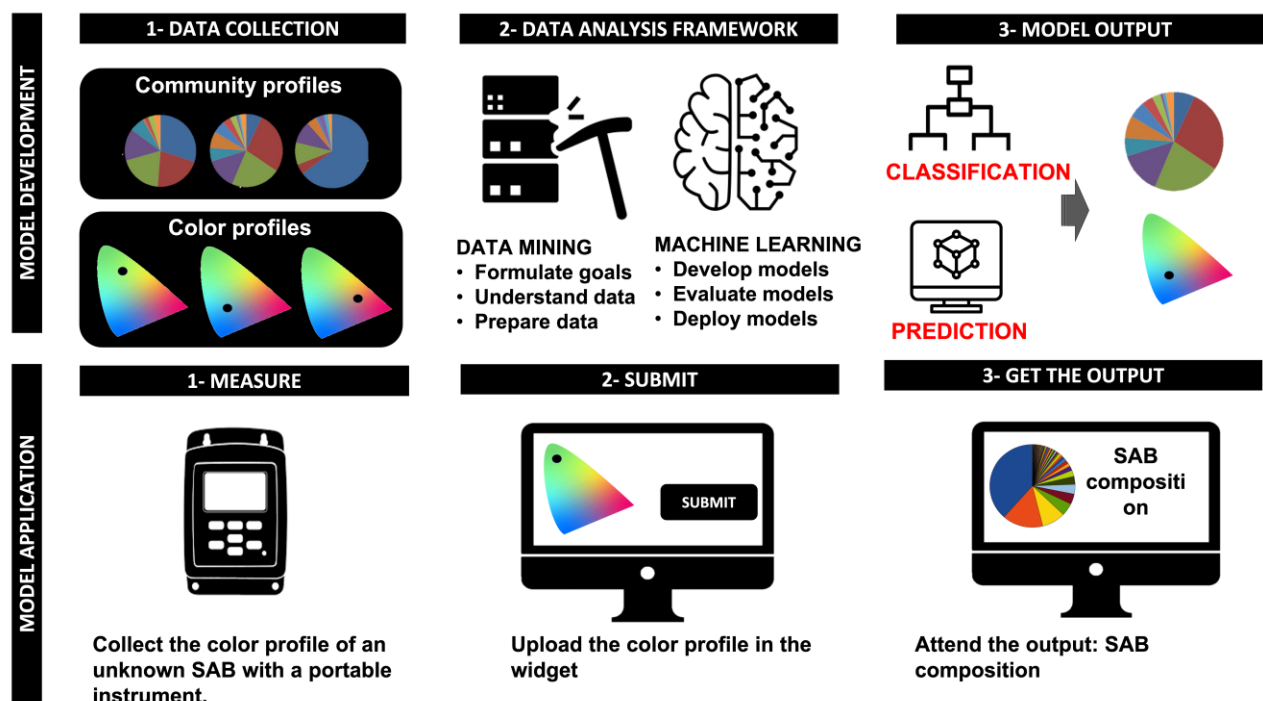 MODEL DEVELOPMENT
1- DATA COLLECTION
Community profiles
Color profiles
2- DATA ANALYSIS FRAMEWORK
DATA MINING
• Formulate goals
• Understand data
• Prepare data
MACHINE LEARNING
• Develop models
• Evaluate models
• Deploy models
3- MODEL OUTPUT
CLASSIFICATION
PREDICTION
MODEL APPLICATION
1- MEASURE
Collect the color profile of an
unknown SAB with a portable
instrument.
2- SUBMIT
SUBMIT
Upload the color profile in the
widget
3- GET THE OUTPUT
SAB
compositi
on
Attend the output: SAB
composition